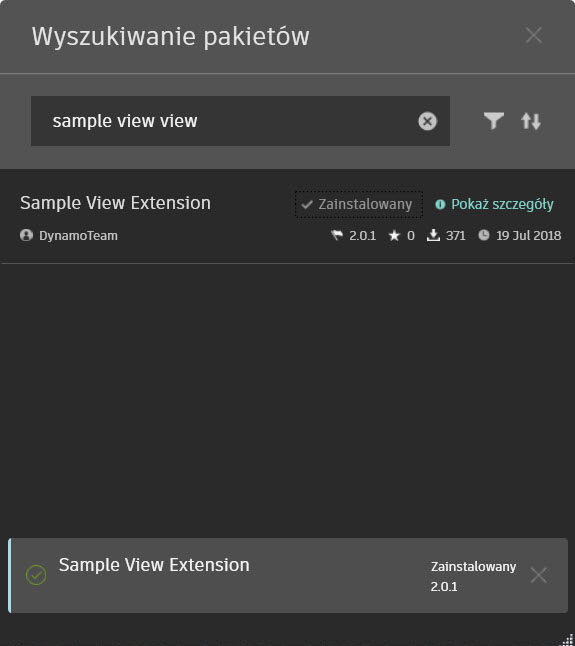 Wyszukiwanie pakietów
sample view view
Sample View Extension Zainstalowany Pokaż szczegóły
DynamoTeam 2.0.1 0 371 19 Jul 2018
Sample View Extension Zainstalowany
2.0.1